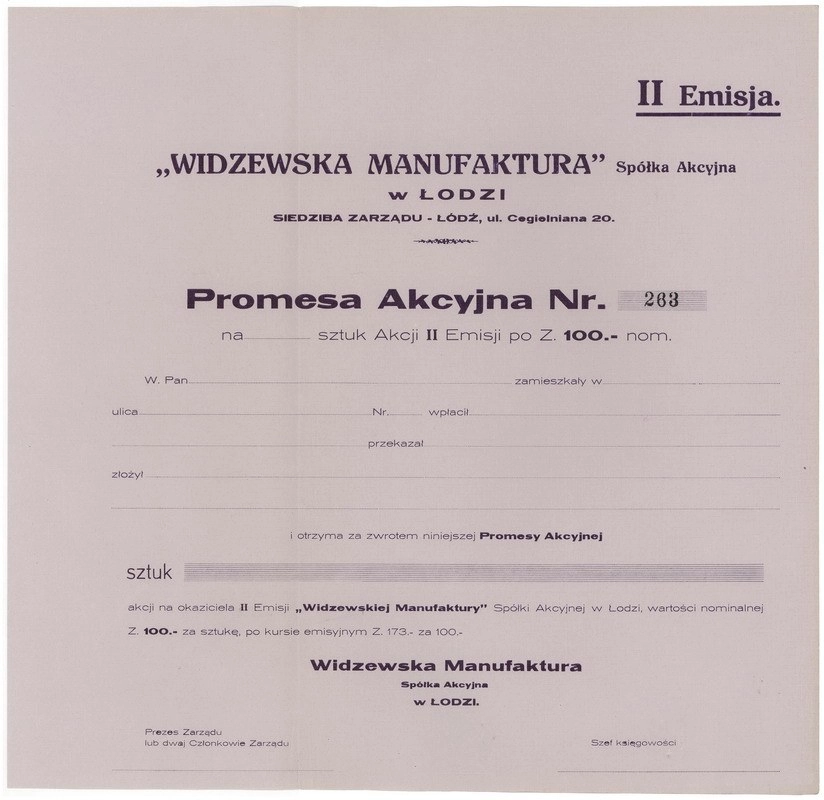 II Emisja.
„WIDZEWSKA MANUFAKTURA” Spółka Akcyjna
w ŁODZI
SIEDZIBA ZARZĄDU - ŁÓDŹ, ul. Cegielniana 20.
Promesa Akcyjna Nr. 263
na sztuk Akcji II Emisji po Z. 100.- nom.
W. Pan zamieszkały w
ulica Nr. wpłacił
przekazał
złożył
i otrzyma za zwrotem niniejszej Promesy Akcyjnej
sztuk
akcji na okaziciela II Emisji „Widzewskiej Manufaktury” Spółki Akcyjnej w Łodzi, wartości nominalnej
Z. 100.- za sztukę, po kursie emisyjnym Z. 173.- za 100.-
Widzewska Manufaktura
Spółka Akcyjna
w ŁODZI.
Prezes Zarządu
lub dwaj Członkowie Zarządu
Szef księgowości